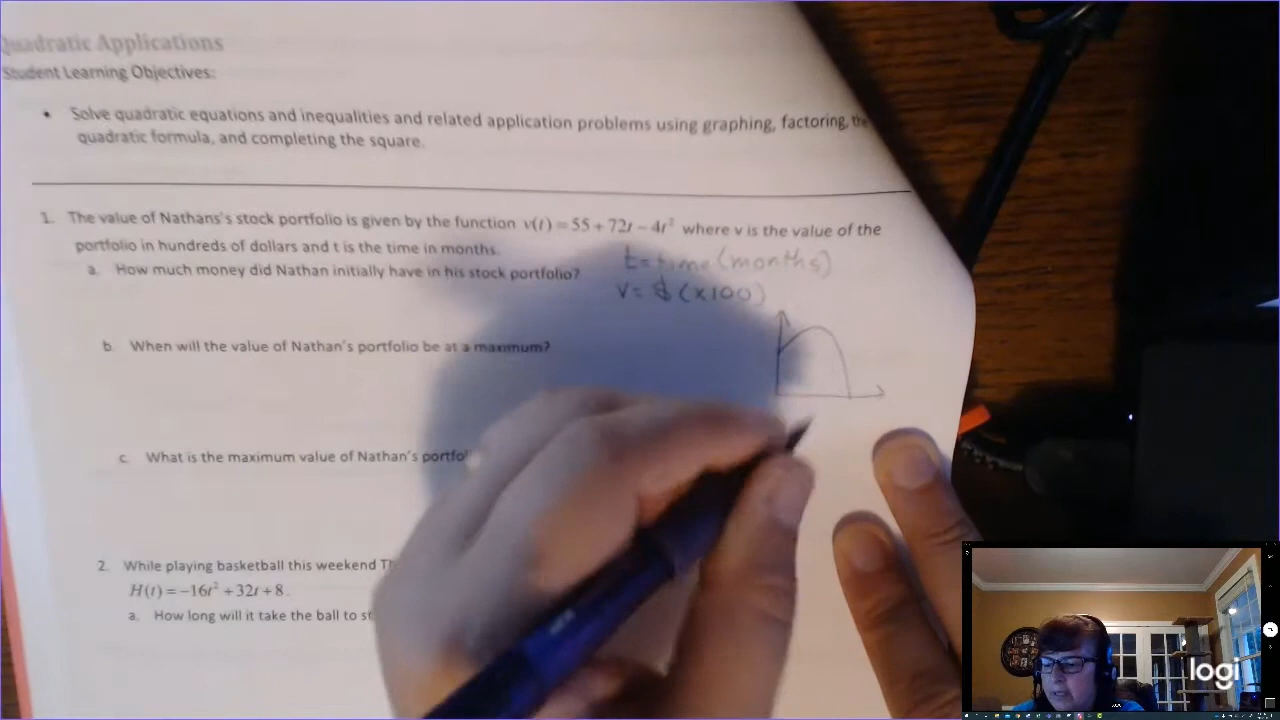 Quadratic Applications
Student Learning Objectives:
• Solve quadratic equations and inequalities and related application problems using graphing, factoring, the
quadratic formula, and completing the square.
1. The value of Nathans's stock portfolio is given by the function v(t) = 55 + 72t − 4t² where v is the value of the
portfolio in hundreds of dollars and t is the time in months.
t = time (months)
a. How much money did Nathan initially have in his stock portfolio?
v = $ (x100)
b. When will the value of Nathan's portfolio be at a maximum?
c. What is the maximum value of Nathan's
2. While playing basketball this weekend
H(t) = −16t² + 32t + 8.
a. How long will it take the ball to
logi